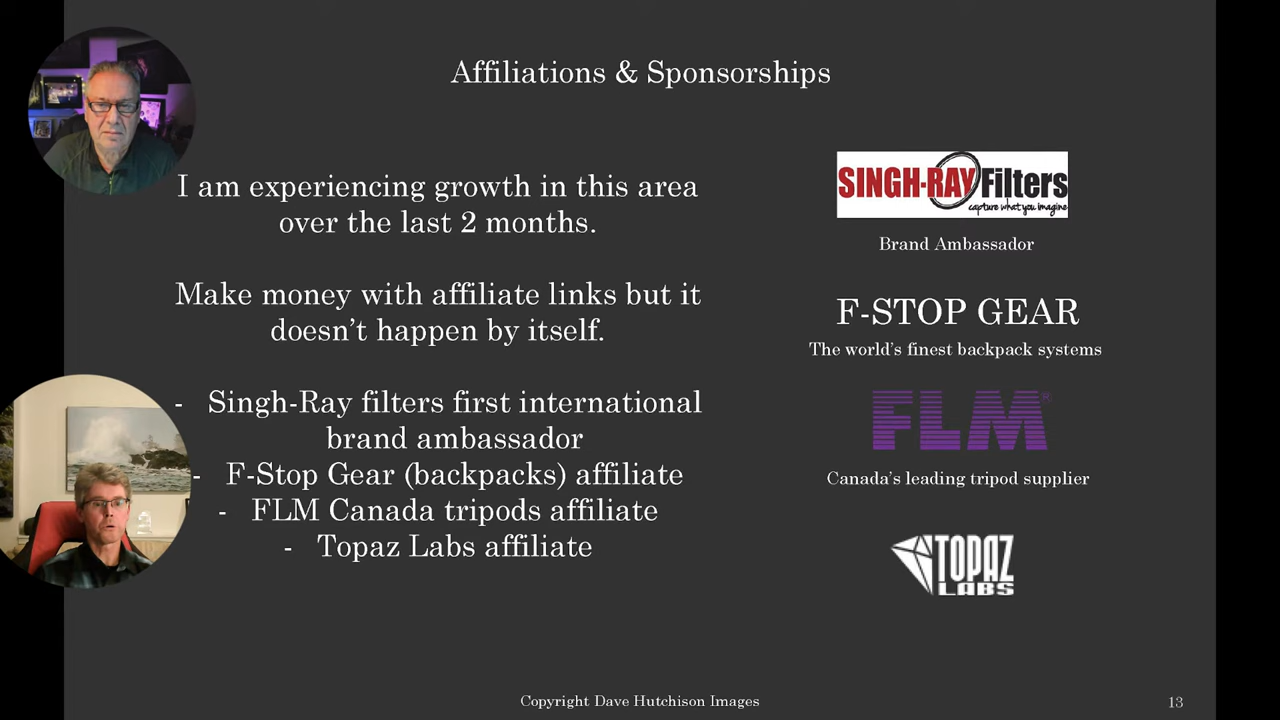 Affiliations & Sponsorships
I am experiencing growth in this area
over the last 2 months.
Make money with affiliate links but it
doesn't happen by itself.
- Singh-Ray filters first international
brand ambassador
- F-Stop Gear (backpacks) affiliate
- FLM Canada tripods affiliate
- Topaz Labs affiliate
SINGH-RAY Filters
capture what you imagine
Brand Ambassador
F-STOP GEAR
The world's finest backpack systems
FLM®
Canada's leading tripod supplier
TOPAZ
LABS
Copyright Dave Hutchison Images
13